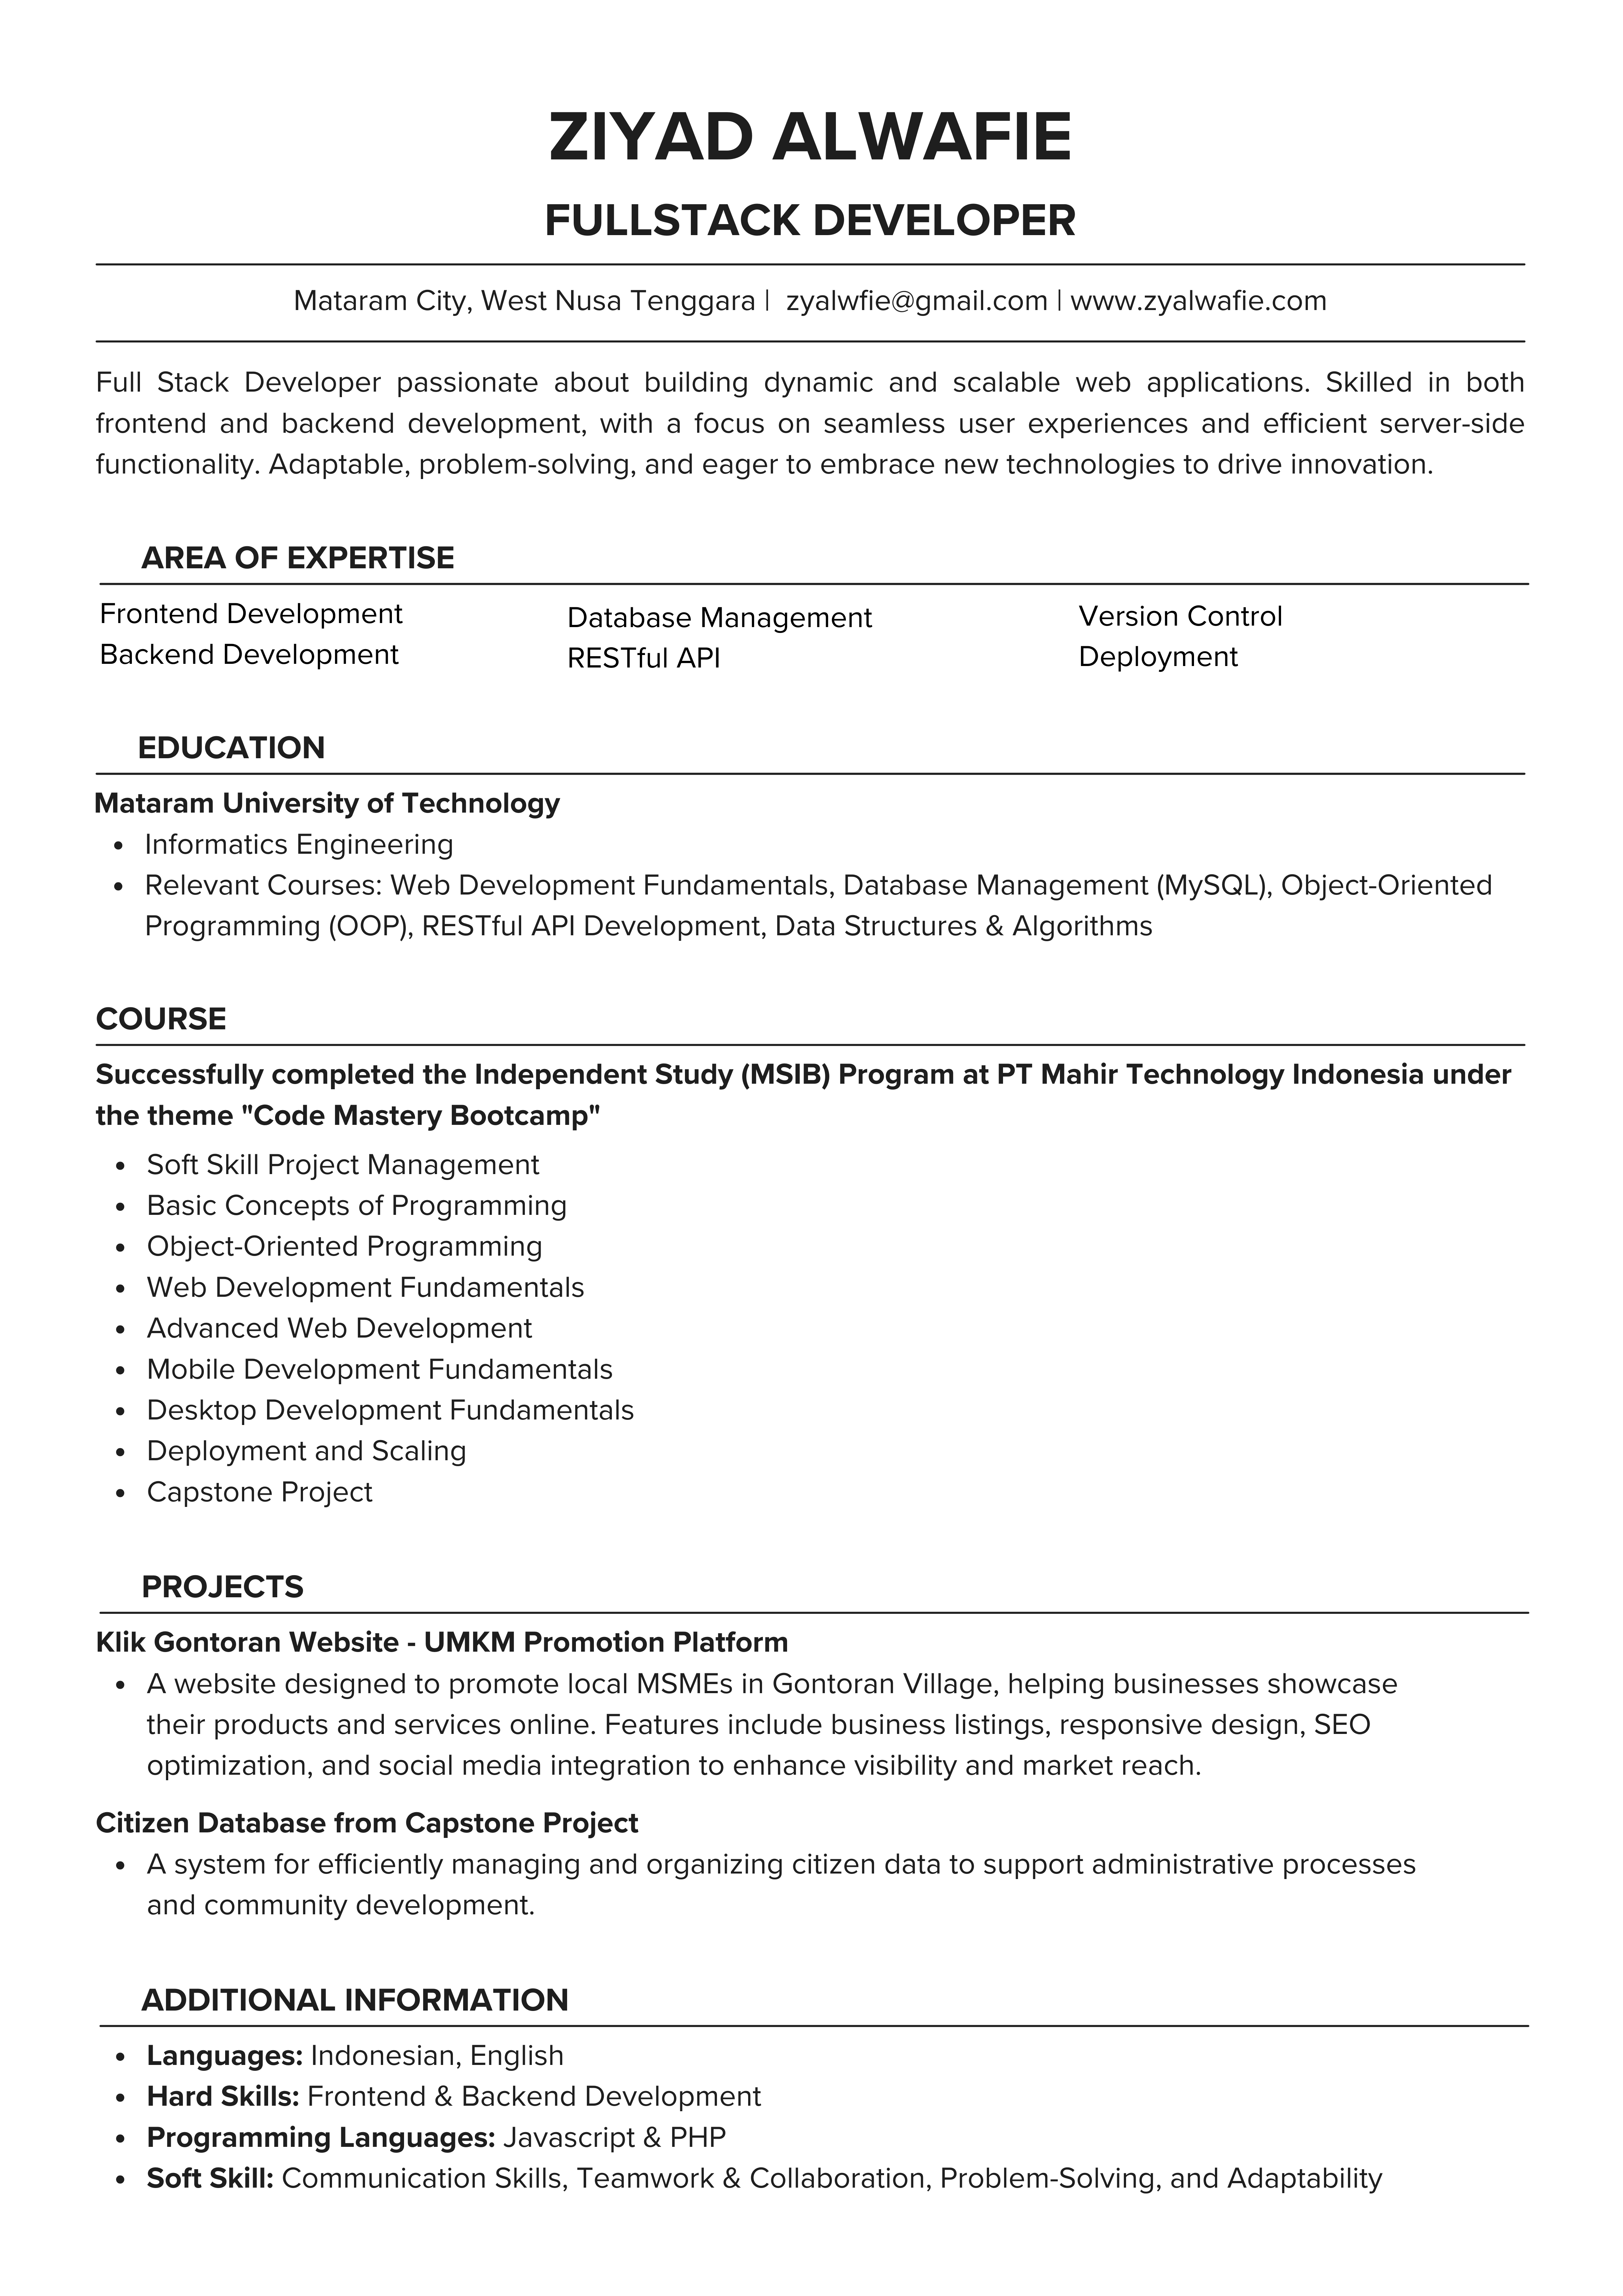 ZIYAD ALWAFIE
FULLSTACK DEVELOPER
Mataram City, West Nusa Tenggara | zyalwfie@gmail.com | www.zyalwafie.com
Full Stack Developer passionate about building dynamic and scalable web applications. Skilled in both
frontend and backend development, with a focus on seamless user experiences and efficient server-side
functionality. Adaptable, problem-solving, and eager to embrace new technologies to drive innovation.
AREA OF EXPERTISE
Frontend Development
Backend Development
Database Management
RESTful API
Version Control
Deployment
EDUCATION
Mataram University of Technology
• Informatics Engineering
• Relevant Courses: Web Development Fundamentals, Database Management (MySQL), Object-Oriented
Programming (OOP), RESTful API Development, Data Structures & Algorithms
COURSE
Successfully completed the Independent Study (MSIB) Program at PT Mahir Technology Indonesia under
the theme "Code Mastery Bootcamp"
• Soft Skill Project Management
• Basic Concepts of Programming
• Object-Oriented Programming
• Web Development Fundamentals
• Advanced Web Development
• Mobile Development Fundamentals
• Desktop Development Fundamentals
• Deployment and Scaling
• Capstone Project
PROJECTS
Klik Gontoran Website - UMKM Promotion Platform
• A website designed to promote local MSMEs in Gontoran Village, helping businesses showcase
their products and services online. Features include business listings, responsive design, SEO
optimization, and social media integration to enhance visibility and market reach.
Citizen Database from Capstone Project
• A system for efficiently managing and organizing citizen data to support administrative processes
and community development.
ADDITIONAL INFORMATION
• Languages: Indonesian, English
• Hard Skills: Frontend & Backend Development
• Programming Languages: Javascript & PHP
• Soft Skill: Communication Skills, Teamwork & Collaboration, Problem-Solving, and Adaptability